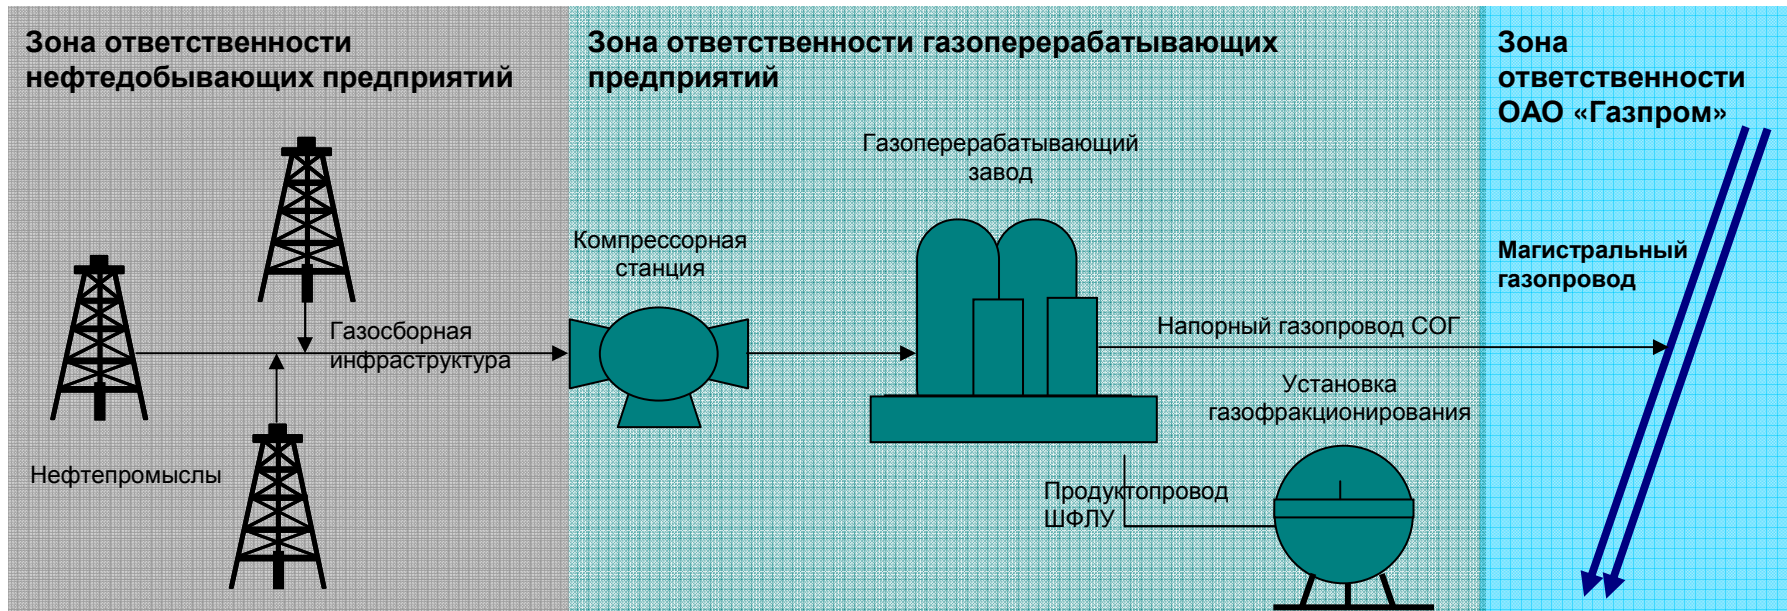 Зона ответственности
нефтедобывающих предприятий
Зона ответственности газоперерабатывающих
предприятий
Зона
ответственности
ОАО «Газпром»
Газоперерабатывающий
завод
Компрессорная
станция
Магистральный
газопровод
Газосборная
инфраструктура
Напорный газопровод СОГ
Установка
газофракционирования
Нефтепромыслы
Продуктопровод
ШФЛУ